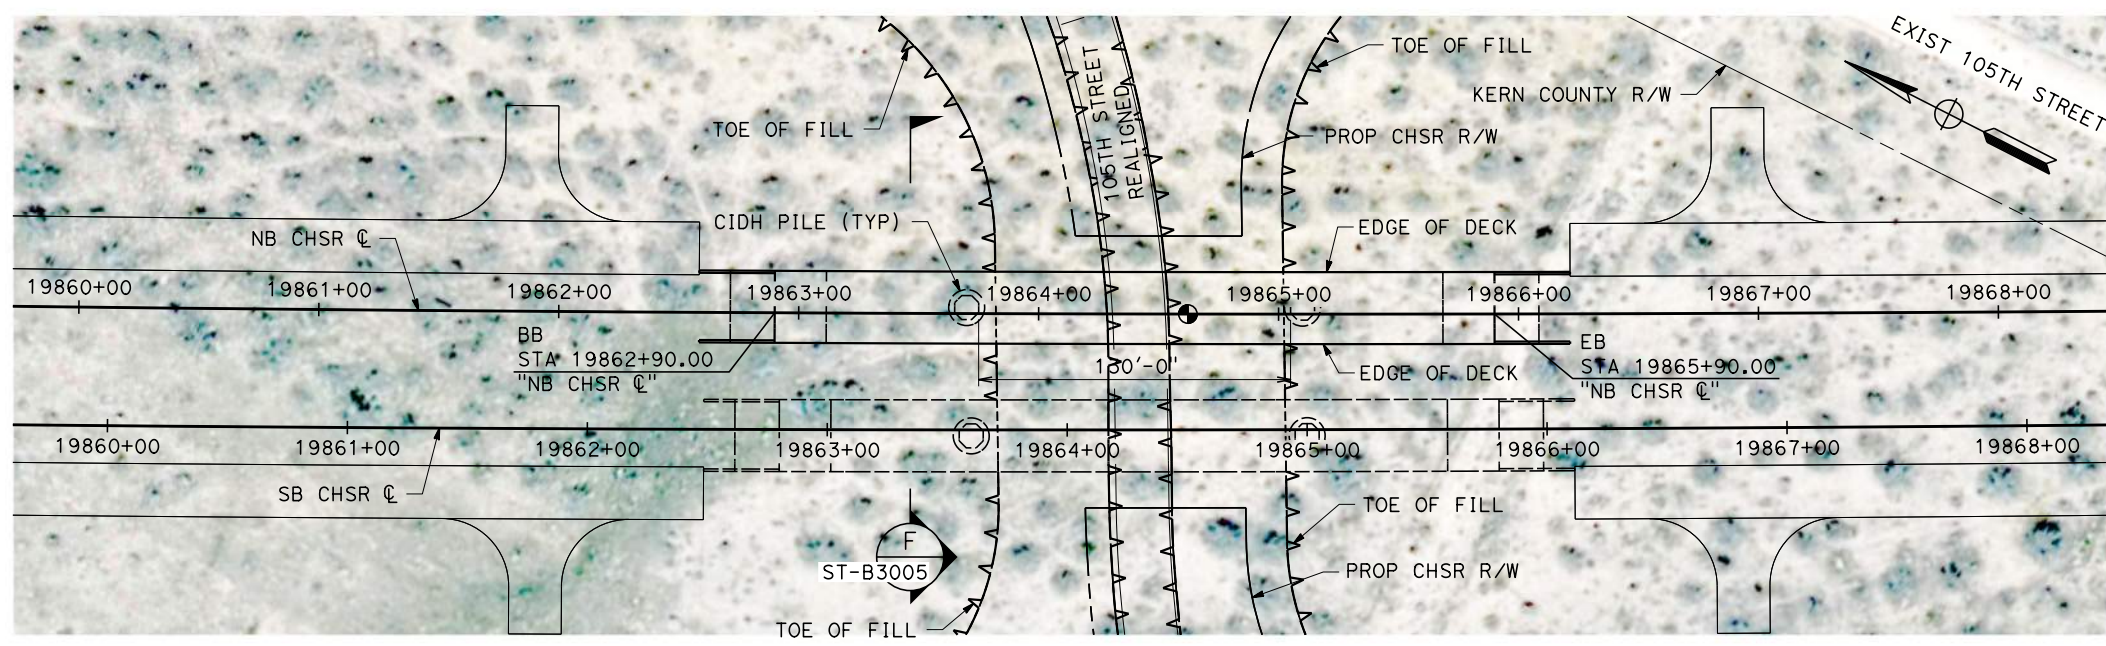 EXIST 105TH STREET
TOE OF FILL
KERN COUNTY R/W
TOE OF FILL
PROP CHSR R/W
105TH STREET
REALIGNED
CIDH PILE (TYP)
EDGE OF DECK
NB CHSR ℄
19860+00 19861+00 19862+00 19863+00 19864+00 19865+00 19866+00 19867+00 19868+00
BB
STA 19862+90.00
"NB CHSR ℄"
EB
STA 19865+90.00
"NB CHSR ℄"
EDGE OF DECK
19860+00 19861+00 19862+00 19863+00 19864+00 19865+00 19866+00 19867+00 19868+00
SB CHSR ℄
TOE OF FILL
F
ST-B3005
PROP CHSR R/W
TOE OF FILL